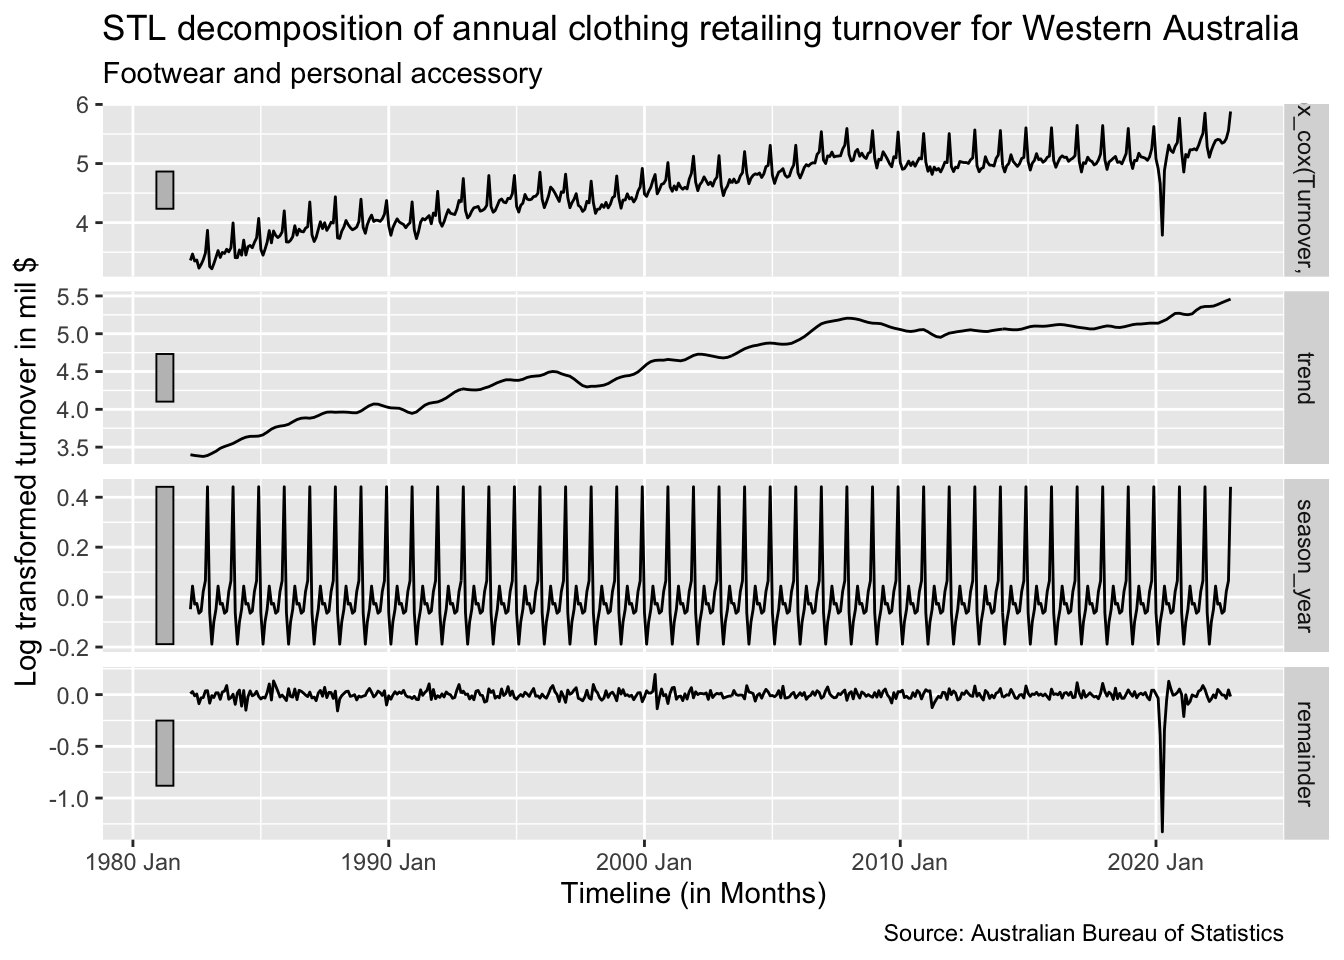 STL decomposition of annual clothing retailing turnover for Western Australia
Footwear and personal accessory
Log transformed turnover in mil $
6
5
4
x_cox(Turnover,
5.5
5.0
4.5
4.0
3.5
trend
0.4
0.2
0.0
-0.2
season_year
0.0
-0.5
-1.0
remainder
1980 Jan
1990 Jan
2000 Jan
2010 Jan
2020 Jan
Timeline (in Months)
Source: Australian Bureau of Statistics